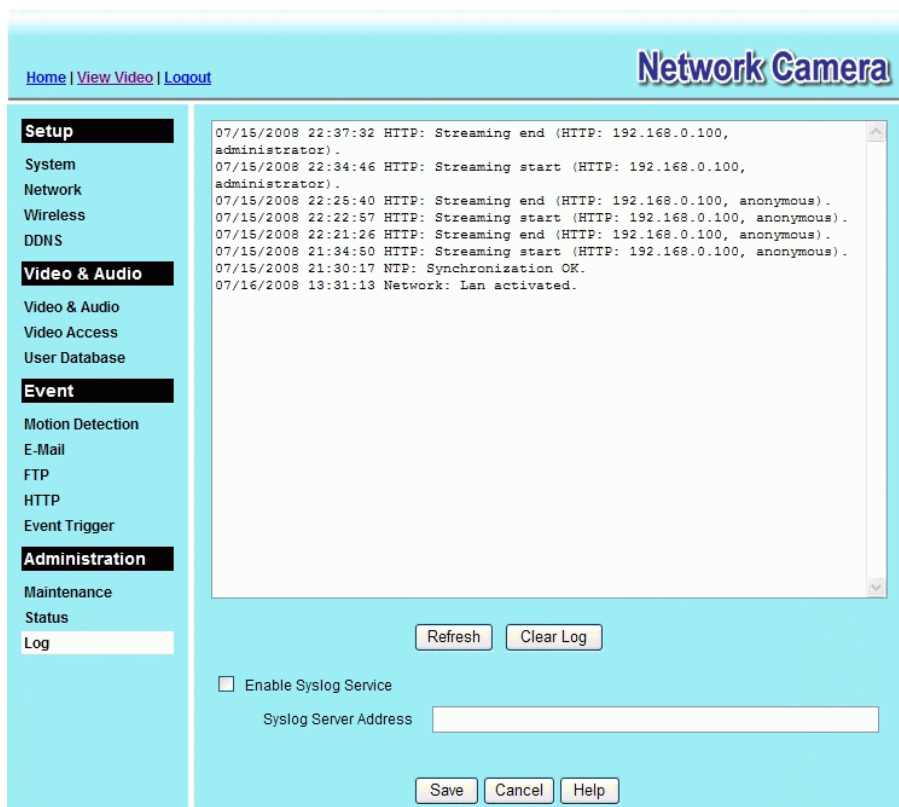 Home | View Video | Logout
Network Camera
Setup
System
Network
Wireless
DDNS
Video & Audio
Video & Audio
Video Access
User Database
Event
Motion Detection
E-Mail
FTP
HTTP
Event Trigger
Administration
Maintenance
Status
Log
07/15/2008 22:37:32 HTTP: Streaming end (HTTP: 192.168.0.100,
administrator).
07/15/2008 22:34:46 HTTP: Streaming start (HTTP: 192.168.0.100,
administrator).
07/15/2008 22:25:40 HTTP: Streaming end (HTTP: 192.168.0.100, anonymous).
07/15/2008 22:22:57 HTTP: Streaming start (HTTP: 192.168.0.100, anonymous).
07/15/2008 22:21:26 HTTP: Streaming end (HTTP: 192.168.0.100, anonymous).
07/15/2008 21:34:50 HTTP: Streaming start (HTTP: 192.168.0.100, anonymous).
07/15/2008 21:30:17 NTP: Synchronization OK.
07/16/2008 13:31:13 Network: Lan activated.
Refresh Clear Log
Enable Syslog Service
Syslog Server Address
Save Cancel Help